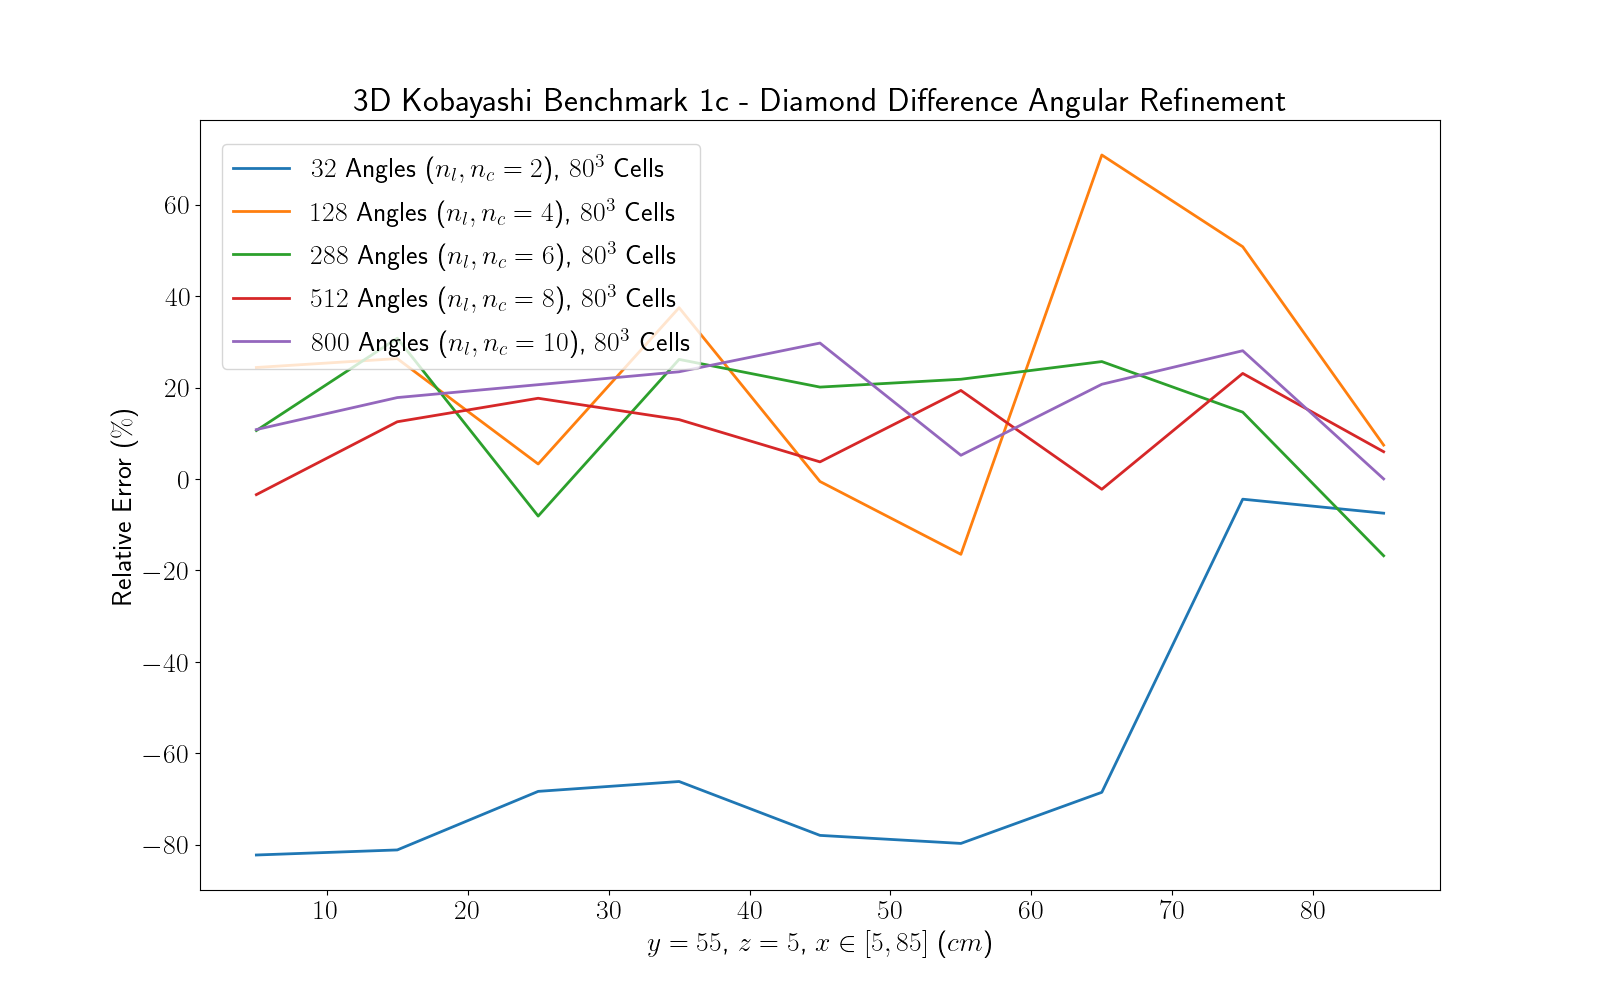 3D Kobayashi Benchmark 1c - Diamond Difference Angular Refinement
32 Angles (n_l, n_c = 2), 80^3 Cells
128 Angles (n_l, n_c = 4), 80^3 Cells
288 Angles (n_l, n_c = 6), 80^3 Cells
512 Angles (n_l, n_c = 8), 80^3 Cells
800 Angles (n_l, n_c = 10), 80^3 Cells
Relative Error (%)
60
40
20
0
−20
−40
−60
−80
10 20 30 40 50 60 70 80
y = 55, z = 5, x ∈ [5, 85] (cm)